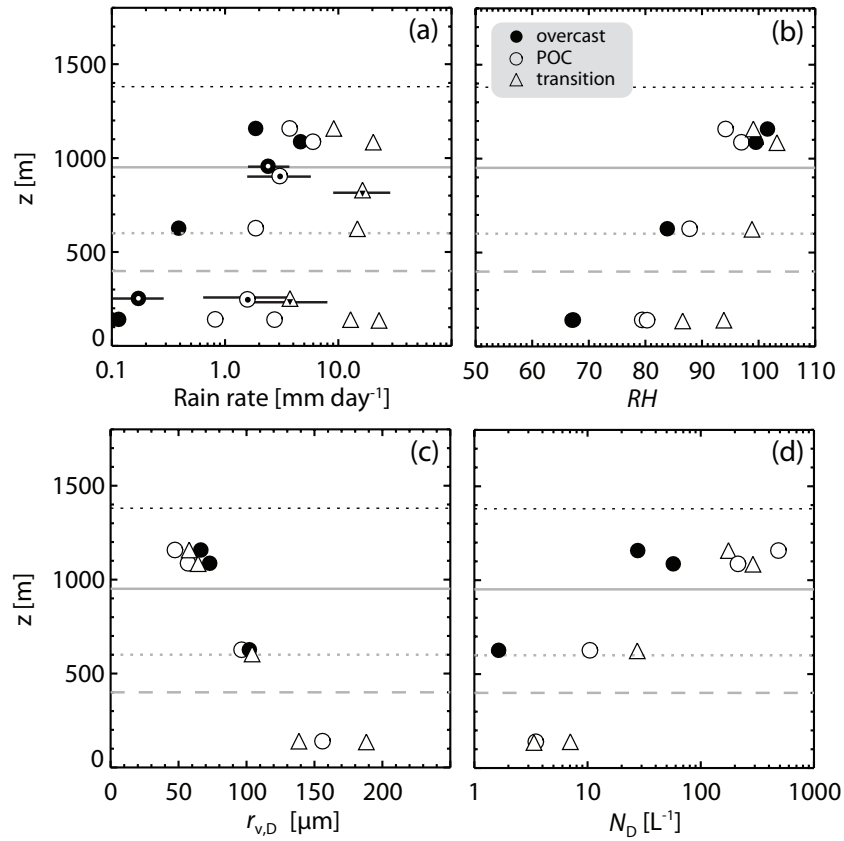 (a)
1500
1000
500
0
z [m]
0.1 1.0 10.0
Rain rate [mm day⁻¹]
overcast
POC
transition
(b)
50 60 70 80 90 100 110
RH
(c)
1500
1000
500
0
z [m]
0 50 100 150 200
r_v,D [µm]
(d)
1 10 100 1000
N_D [L⁻¹]